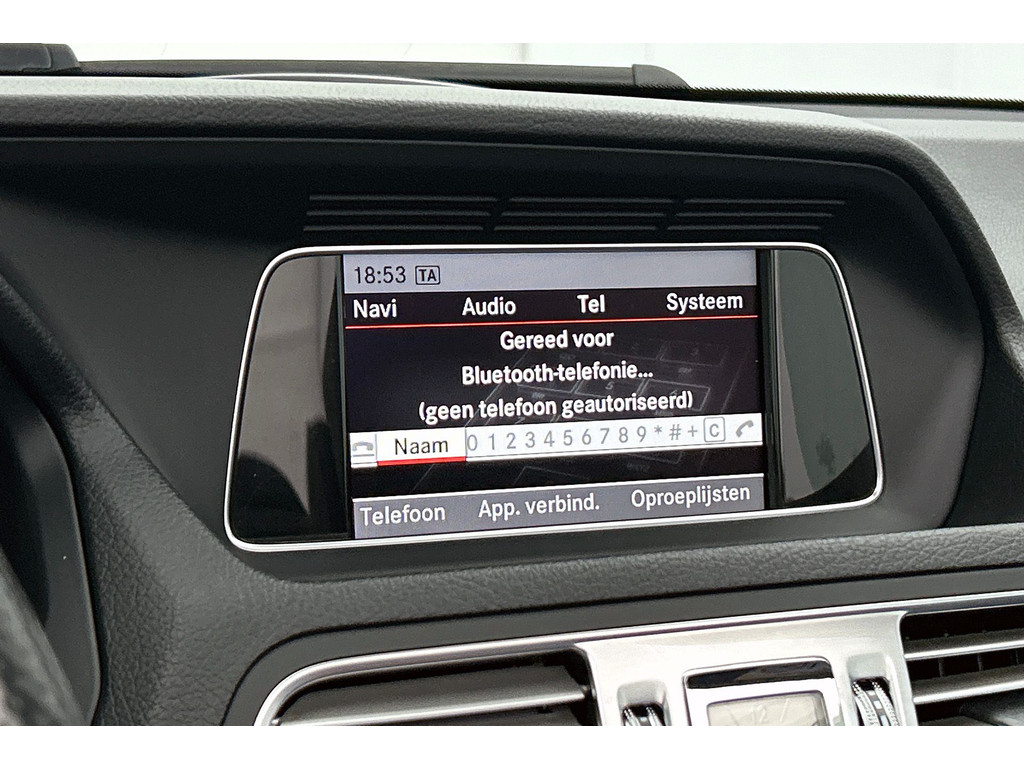 18:53 TA
Navi Audio Tel Systeem
Gereed voor
Bluetooth-telefonie...
(geen telefoon geautoriseerd)
Naam 0 1 2 3 4 5 6 7 8 9 * # + C
Telefoon App. verbind. Oproeplijsten